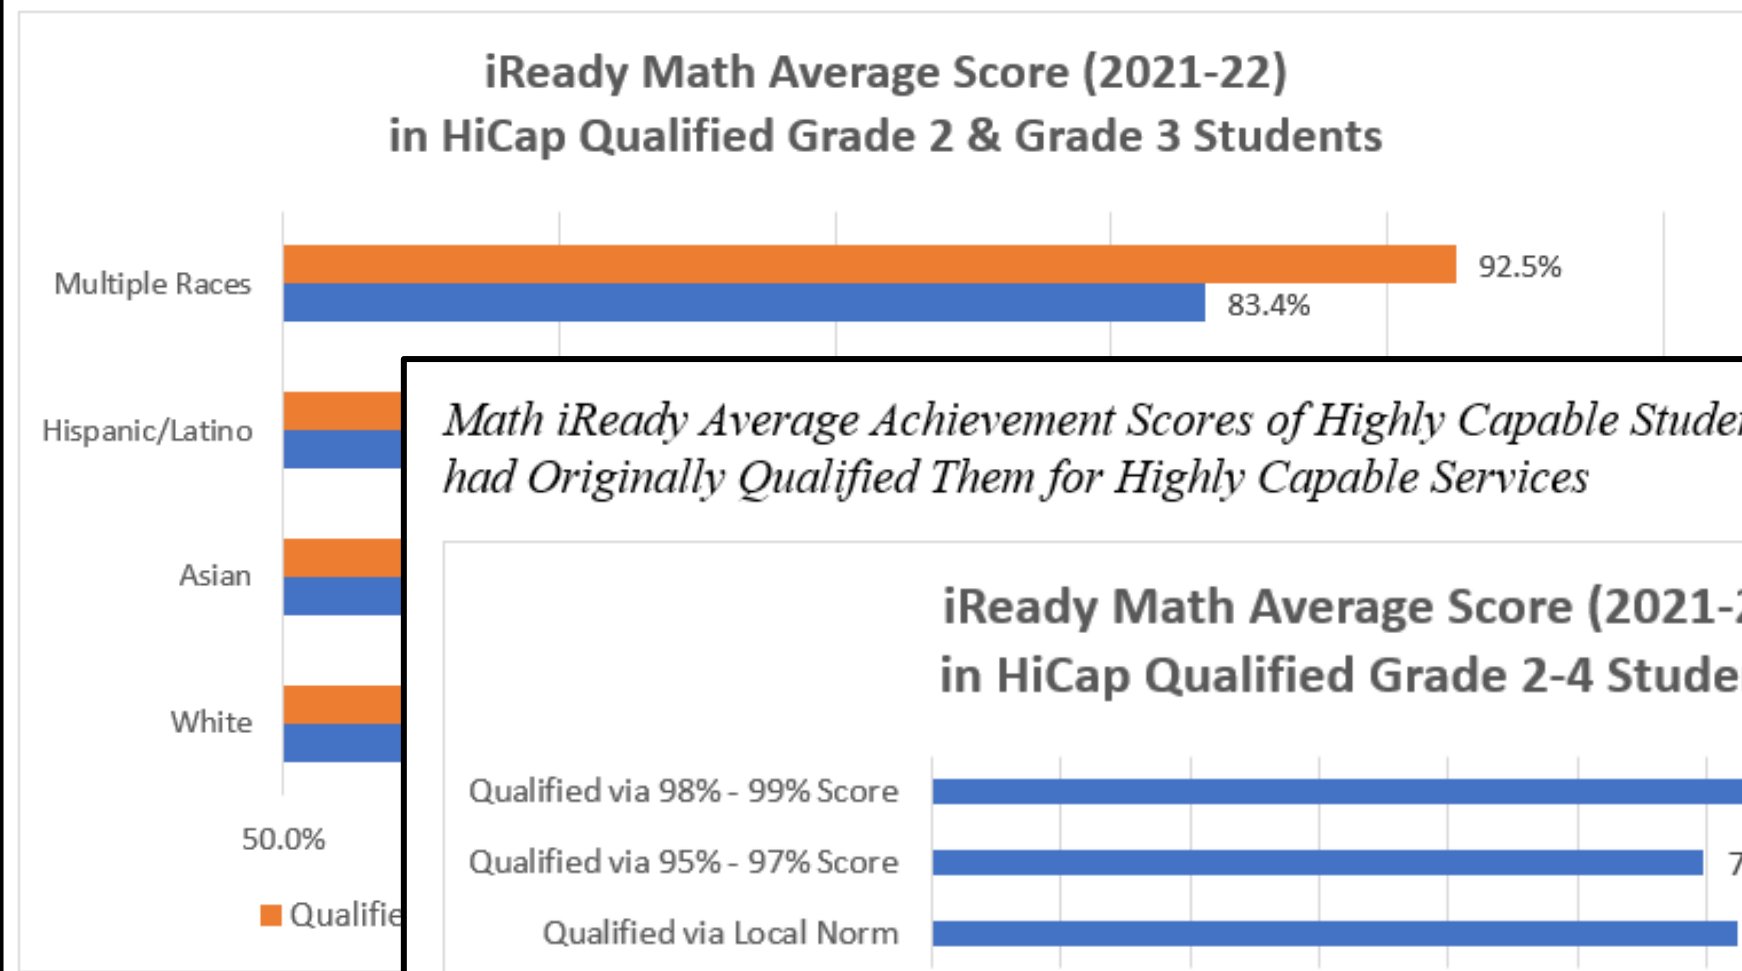 iReady Math Average Score (2021-22)
in HiCap Qualified Grade 2 & Grade 3 Students
Multiple Races
92.5%
83.4%
Hispanic/Latino
Asian
White
50.0%
Math iReady Average Achievement Scores of Highly Capable
had Originally Qualified Them for Highly Capable Services
iReady Math Average Score
in HiCap Qualified Grade 2-4
Qualified via 98% - 99% Score
Qualified via 95% - 97% Score
Qualified via Local Norm